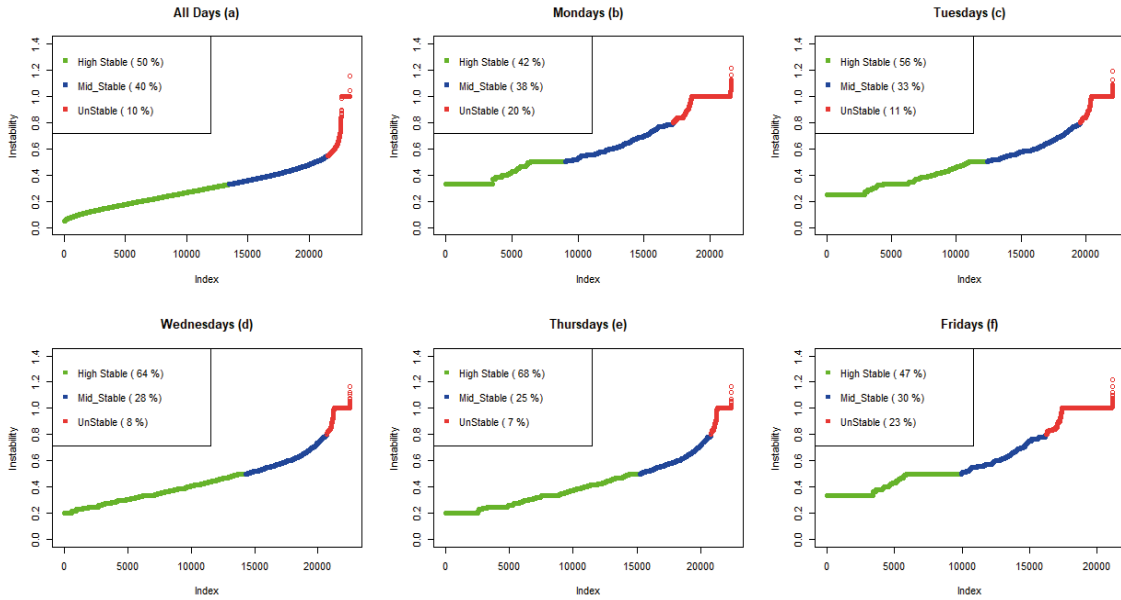 All Days (a)
High Stable ( 50 %)
Mid_Stable ( 40 %)
UnStable ( 10 %)
Instability
0.0 0.2 0.4 0.6 0.8 1.0 1.2 1.4
0 5000 10000 15000 20000
Index
Mondays (b)
High Stable ( 42 %)
Mid_Stable ( 38 %)
UnStable ( 20 %)
Instability
0.0 0.2 0.4 0.6 0.8 1.0 1.2 1.4
0 5000 10000 15000 20000
Index
Tuesdays (c)
High Stable ( 56 %)
Mid_Stable ( 33 %)
UnStable ( 11 %)
Instability
0.0 0.2 0.4 0.6 0.8 1.0 1.2 1.4
0 5000 10000 15000 20000
Index
Wednesdays (d)
High Stable ( 64 %)
Mid_Stable ( 28 %)
UnStable ( 8 %)
Instability
0.0 0.2 0.4 0.6 0.8 1.0 1.2 1.4
0 5000 10000 15000 20000
Index
Thursdays (e)
High Stable ( 68 %)
Mid_Stable ( 25 %)
UnStable ( 7 %)
Instability
0.0 0.2 0.4 0.6 0.8 1.0 1.2 1.4
0 5000 10000 15000 20000
Index
Fridays (f)
High Stable ( 47 %)
Mid_Stable ( 30 %)
UnStable ( 23 %)
Instability
0.0 0.2 0.4 0.6 0.8 1.0 1.2 1.4
0 5000 10000 15000 20000
Index